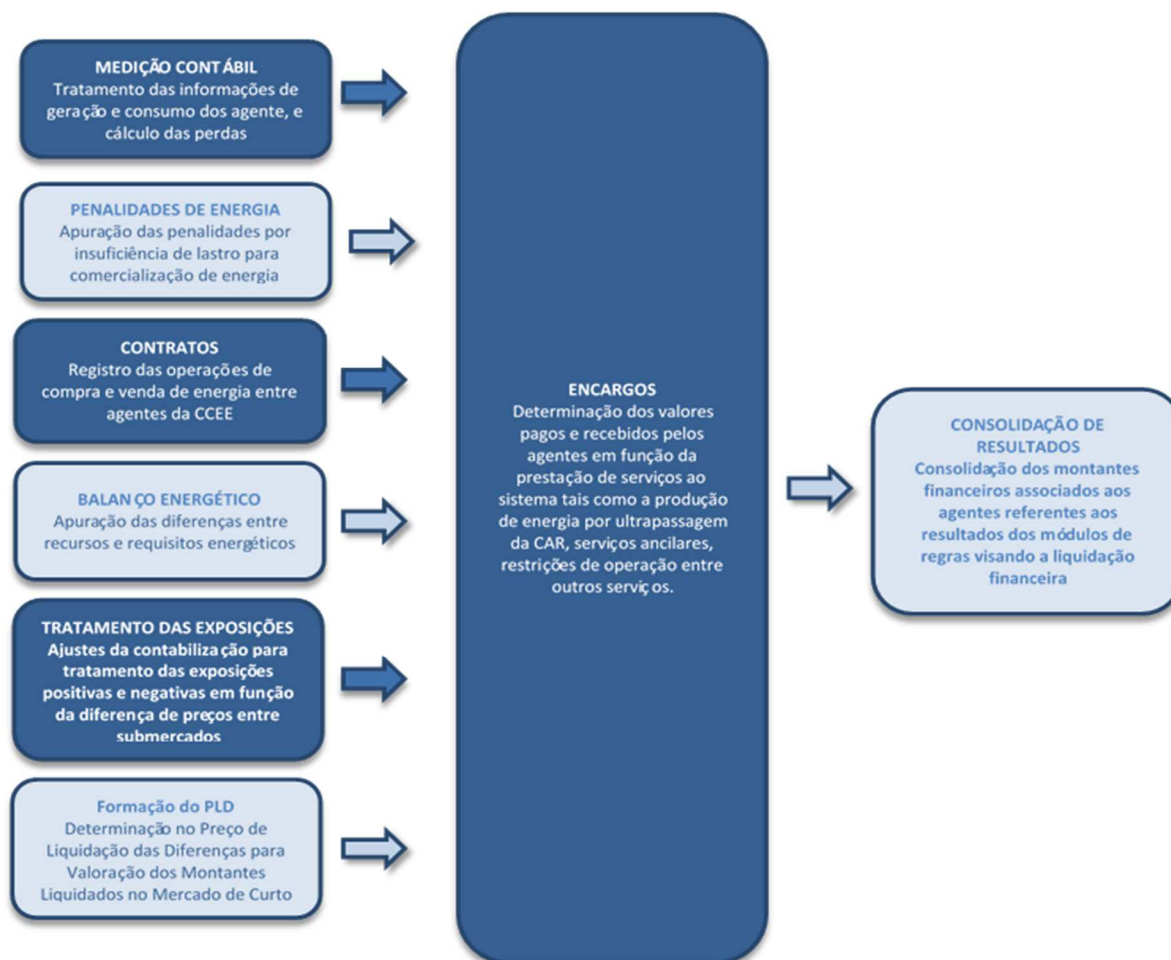 MEDIÇÃO CONTÁBIL
Tratamento das informações de
geração e consumo dos agente, e
cálculo das perdas
PENALIDADES DE ENERGIA
Apuração das penalidades por
insuficiência de lastro para
comercialização de energia
CONTRATOS
Registro das operações de
compra e venda de energia entre
agentes da CCEE
BALANÇO ENERGÉTICO
Apuração das diferenças entre
recursos e requisitos energéticos
TRATAMENTO DAS EXPOSIÇÕES
Ajustes da contabilização para
tratamento das exposições
positivas e negativas em função
da diferença de preços entre
submercados
Formação do PLD
Determinação no Preço de
Liquidação das Diferenças para
Valoração dos Montantes
Liquidados no Mercado de Curto
ENCARGOS
Determinação dos valores
pagos e recebidos pelos
agentes em função da
prestação de serviços ao
sistema tais como a produção
de energia por ultrapassagem
da CAR, serviços ancilares,
restrições de operação entre
outros serviços.
CONSOLIDAÇÃO DE
RESULTADOS
Consolidação dos montantes
financeiros associados aos
agentes referentes aos
resultados dos módulos de
regras visando a liquidação
financeira